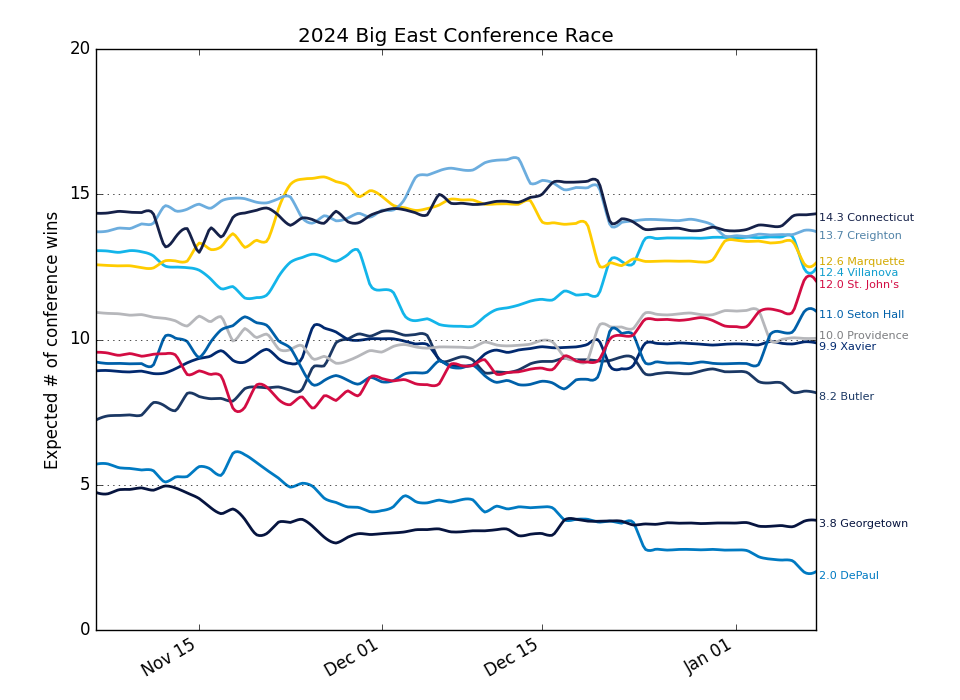 2024 Big East Conference Race
Expected # of conference wins
20
15
10
5
0
Nov 15
Dec 01
Dec 15
Jan 01
14.3 Connecticut
13.7 Creighton
12.6 Marquette
12.4 Villanova
12.0 St. John's
11.0 Seton Hall
10.0 Providence
9.9 Xavier
8.2 Butler
3.8 Georgetown
2.0 DePaul